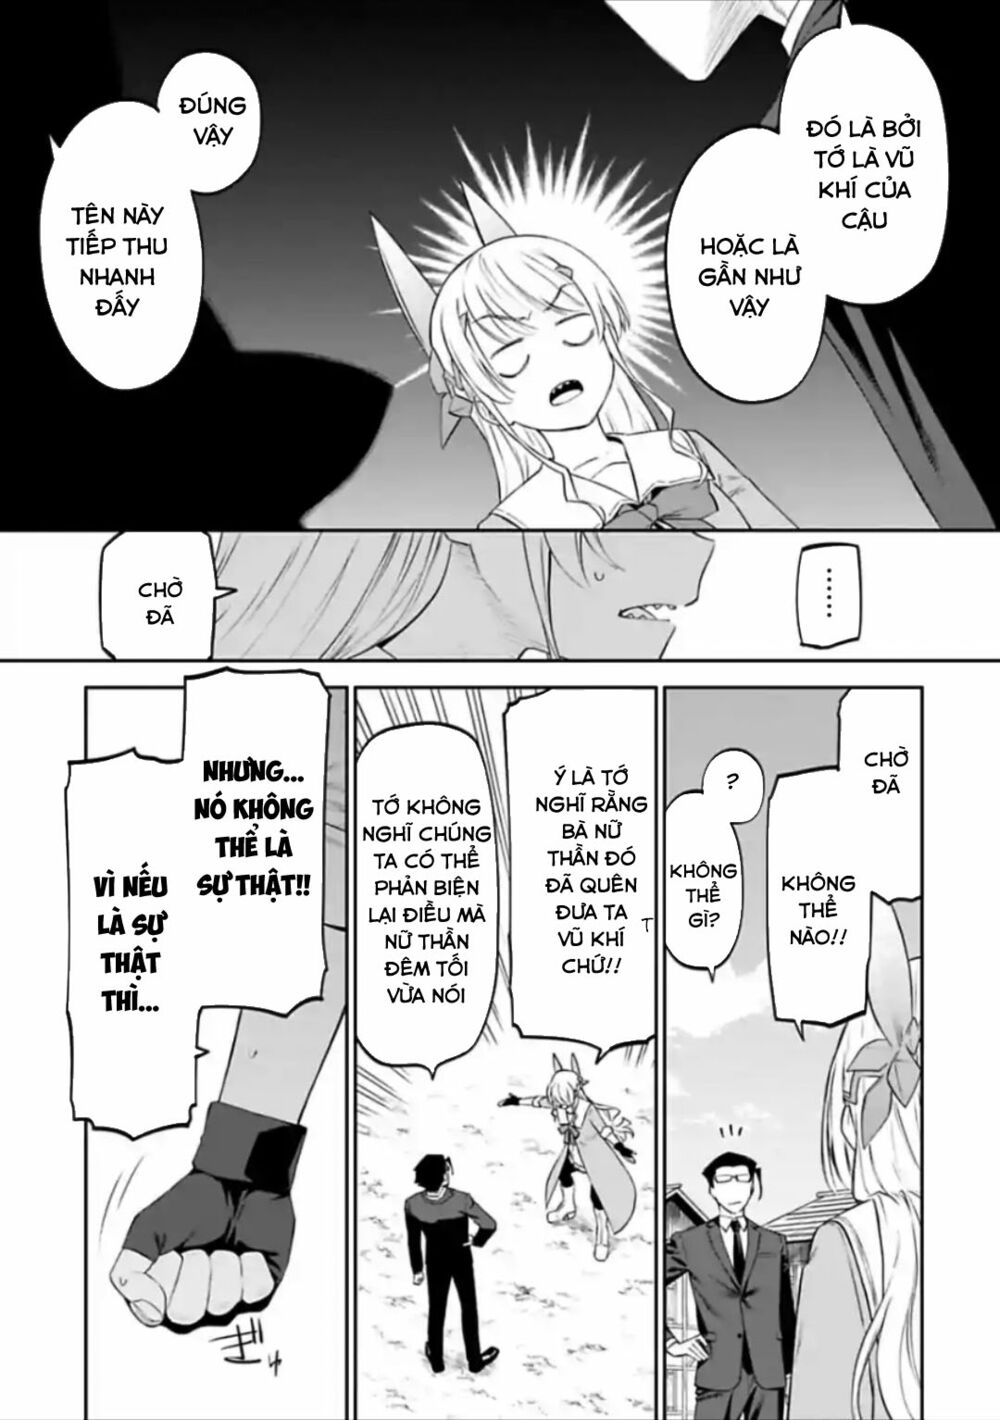 ĐÓ LÀ BỞI
TỚ LÀ VŨ
KHÍ CỦA
CẬU
HOẶC LÀ
GẦN NHƯ
VẬY
ĐÚNG
VẬY
TÊN NÀY
TIẾP THU
NHANH
ĐẤY
......
CHỜ
ĐÃ
CHỜ
ĐÃ
KHÔNG
THỂ
NÀO!!
?
KHÔNG
THỂ
GÌ?
Ý LÀ TỚ
NGHĨ RẰNG
BÀ NỮ
THẦN ĐÓ
ĐÃ QUÊN
ĐƯA TA
VŨ KHÍ
CHỨ!!
T
TỚ KHÔNG
NGHĨ CHÚNG
TA CÓ THỂ
PHẢN BIỆN
LẠI ĐIỀU MÀ
NỮ THẦN
ĐÊM TỐI
VỪA NÓI
NHƯNG...
NÓ KHÔNG
THỂ LÀ
SỰ THẬT!!
VÌ NẾU
LÀ SỰ
THẬT
THÌ...
ギュ